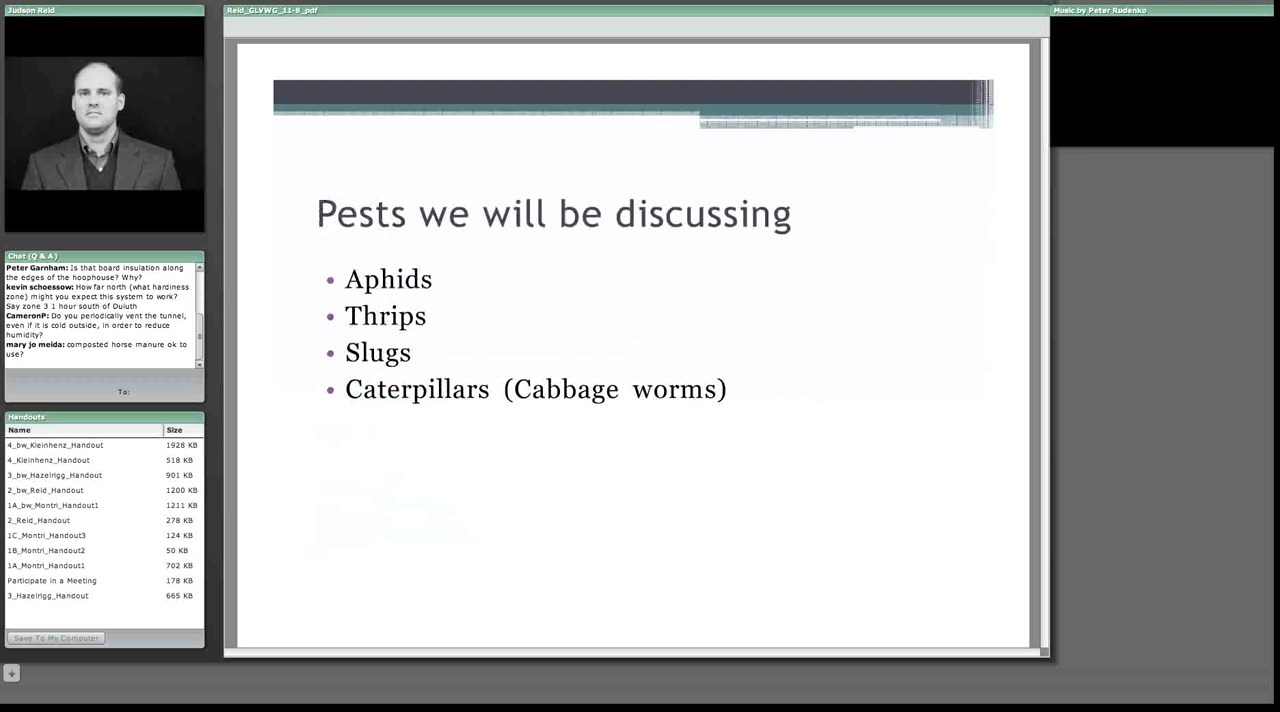 Judson Reid
Reid_GLVWG_11-8_pdf
Music by Peter Rudenko
Pests we will be discussing
• Aphids
• Thrips
• Slugs
• Caterpillars (Cabbage worms)
Chat (Q & A)
Peter Garnham: Is that board insulation along
the edges of the hoophouse? Why?
kevin schoessow: How far north (what hardiness
zone) might you expect this system to work?
Say zone 3 1 hour south of Duluth
CameronP: Do you periodically vent the tunnel,
even if it is cold outside, in order to reduce
humidity?
mary jo meida: composted horse manure ok to
use?
To:
Handouts
Name Size
4_bw_Kleinhenz_Handout 1928 KB
4_Kleinhenz_Handout 518 KB
3_bw_Hazelrigg_Handout 901 KB
2_bw_Reid_Handout 1200 KB
1A_bw_Montri_Handout1 1211 KB
2_Reid_Handout 278 KB
1C_Montri_Handout3 124 KB
1B_Montri_Handout2 50 KB
1A_Montri_Handout1 702 KB
Participate in a Meeting 178 KB
3_Hazelrigg_Handout 665 KB
Save To My Computer